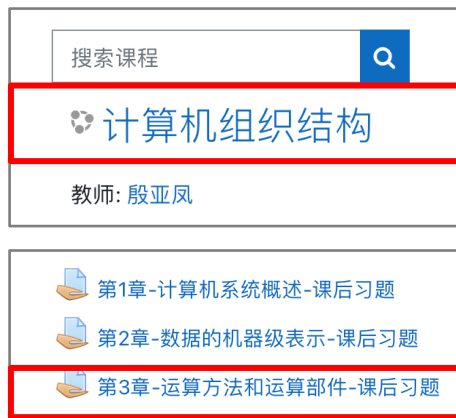 搜索课程
计算机组织结构
教师: 殷亚凤
第1章-计算机系统概述-课后习题
第2章-数据的机器级表示-课后习题
第3章-运算方法和运算部件-课后习题